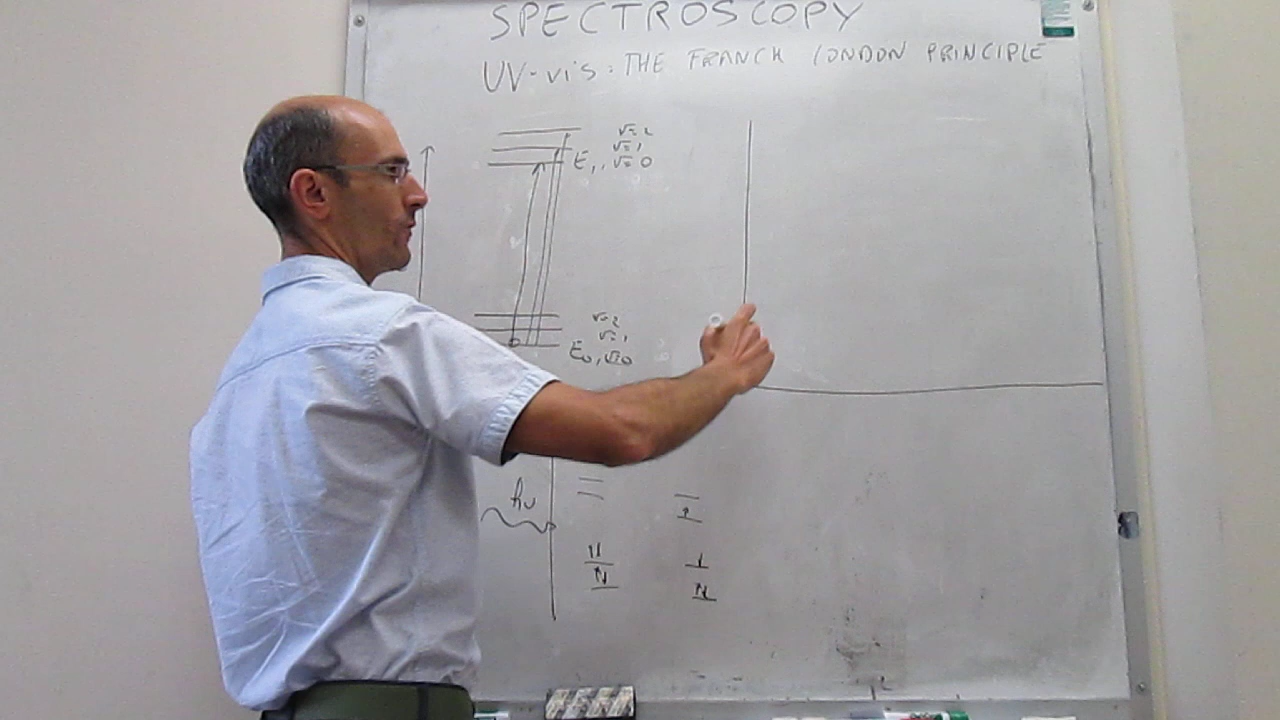 SPECTROSCOPY
UV-vis: THE FRANCK LONDON PRINCIPLE
v=2
v=1
E1, v=0
v=2
v=1
E0, v=0
hν